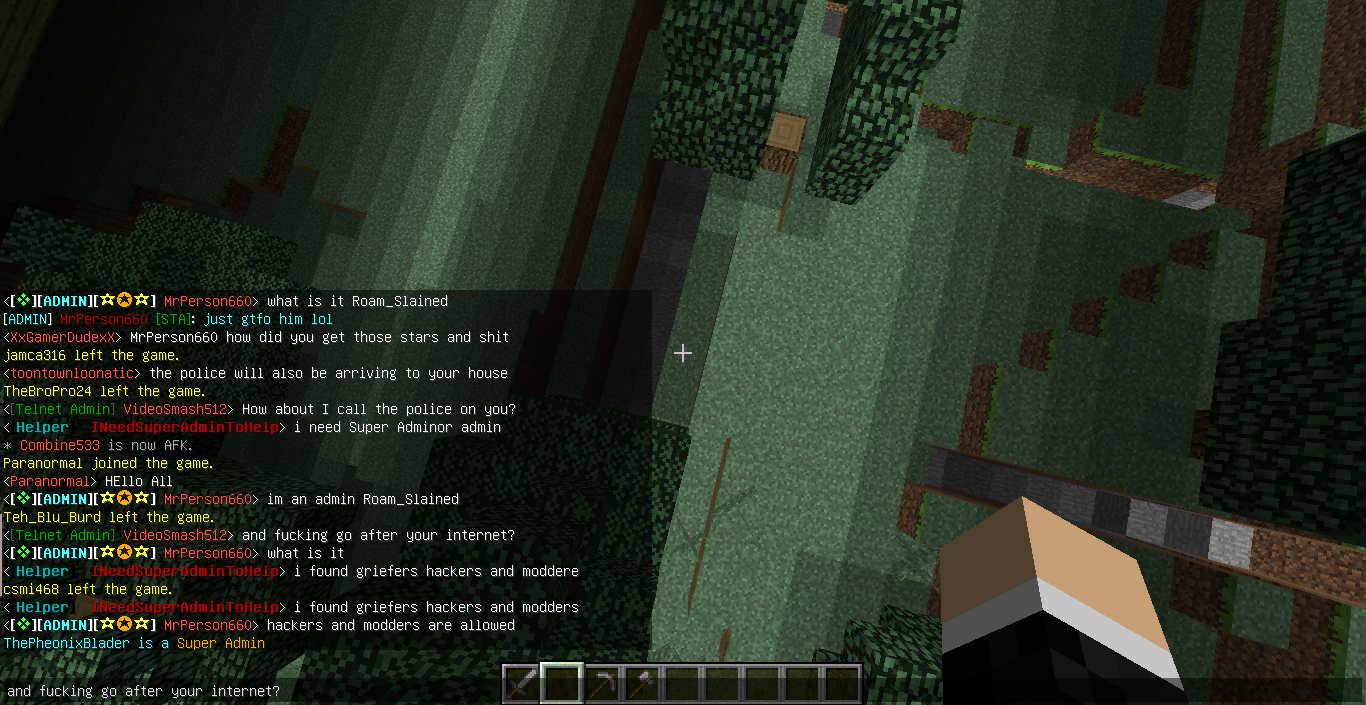 <[❖][ADMIN][☆✪☆] MrPerson660> what is it Roam_Slained
[ADMIN] MrPerson660 [STA]: just gtfo him lol
<XxGamerDudexX> MrPerson660 how did you get those stars and shit
jamca316 left the game.
<toontownloonatic> the police will also be arriving to your house
TheBroPro24 left the game.
<[Telnet Admin] VideoSmash512> How about I call the police on you?
< Helper   INeedSuperAdminToHelp> i need Super Adminor admin
* Combine533 is now AFK.
Paranormal joined the game.
<Paranormal> HEllo All
<[❖][ADMIN][☆✪☆] MrPerson660> im an admin Roam_Slained
Teh_Blu_Burd left the game.
<[Telnet Admin] VideoSmash512> and fucking go after your internet?
<[❖][ADMIN][☆✪☆] MrPerson660> what is it
< Helper   INeedSuperAdminToHelp> i found griefers hackers and moddere
csmi468 left the game.
< Helper   INeedSuperAdminToHelp> i found griefers hackers and modders
<[❖][ADMIN][☆✪☆] MrPerson660> hackers and modders are allowed
ThePheonixBlader is a Super Admin
and fucking go after your internet?